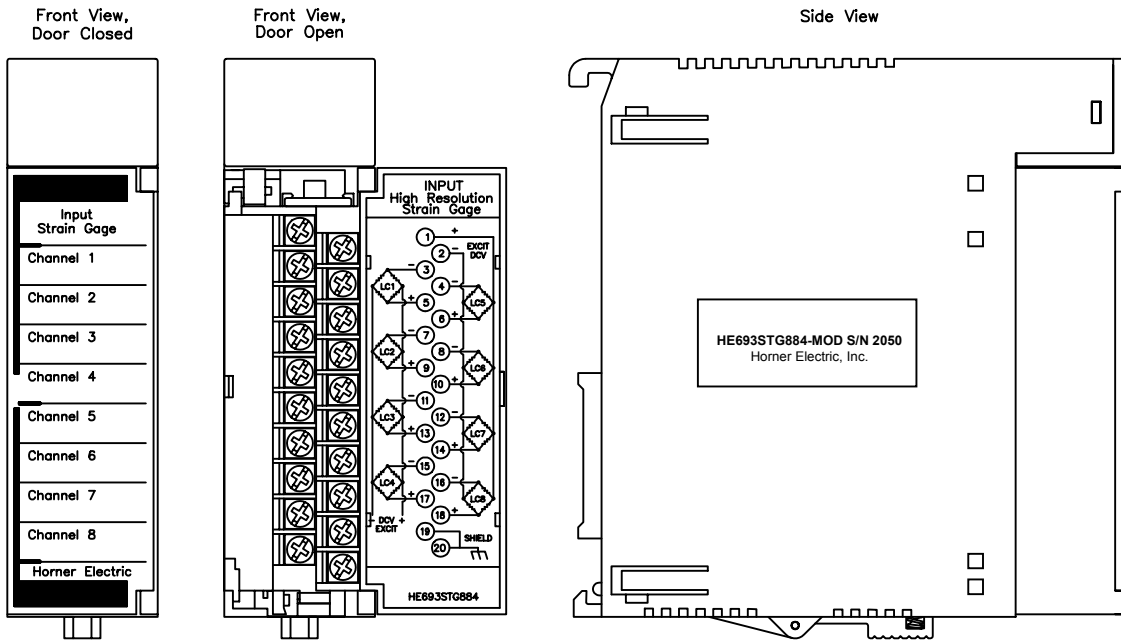 Front View,
Door Closed
Front View,
Door Open
Side View
Input
Strain Gage
Channel 1
Channel 2
Channel 3
Channel 4
Channel 5
Channel 6
Channel 7
Channel 8
Horner Electric
INPUT
High Resolution
Strain Gage
1 +
EXCIT
DCV
2 -
- 3
4 -
LC1
+ 5
LC5
6 +
- 7
8 -
LC2
+ 9
LC6
10 +
- 11
12 -
LC3
+ 13
LC7
14 +
- 15
16 -
LC4
+ 17
LC8
18 +
- DCV +
EXCIT
19
SHIELD
20
HE693STG884
HE693STG884-MOD S/N 2050
Horner Electric, Inc.